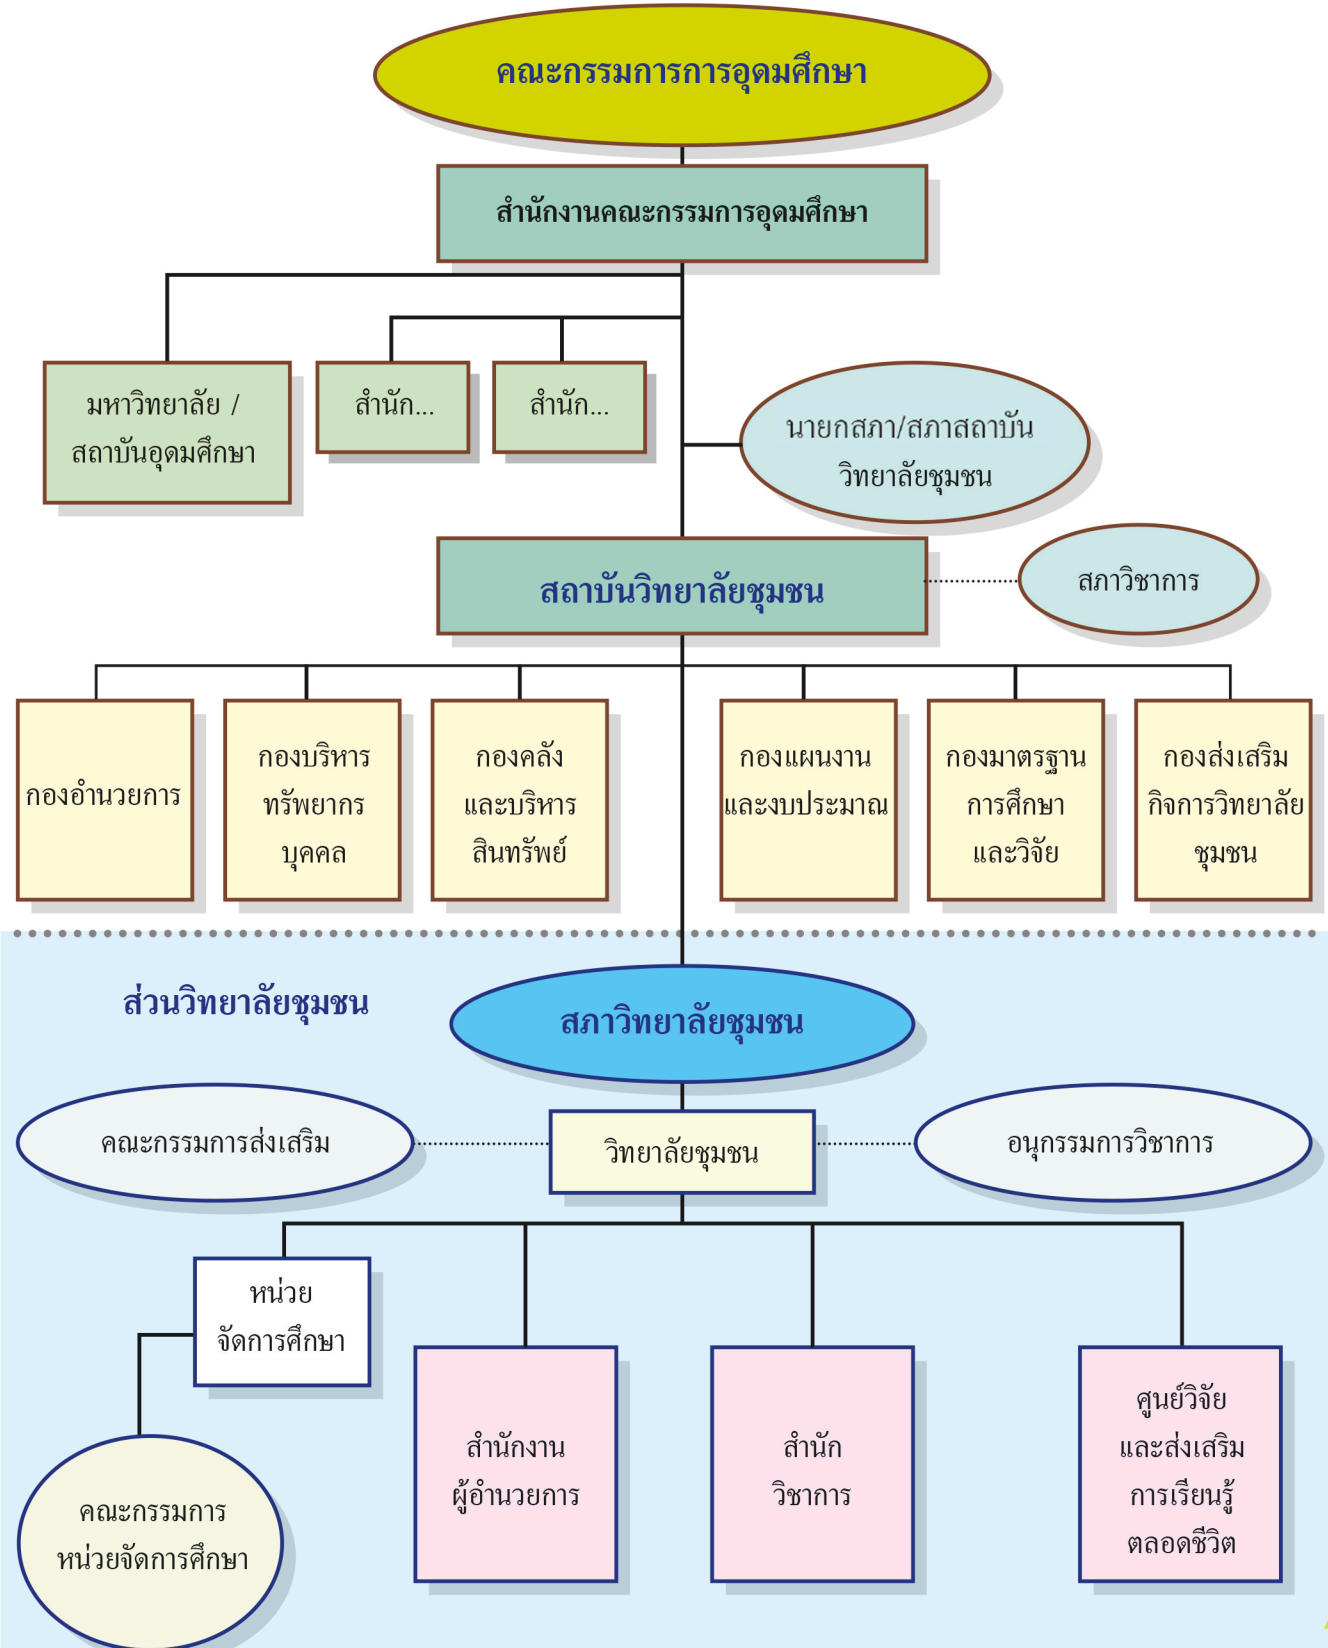 คณะกรรมการการอุดมศึกษา
สำนักงานคณะกรรมการอุดมศึกษา
มหาวิทยาลัย /
สถาบันอุดมศึกษา
สำนัก...
สำนัก...
นายกสภา/สภาสถาบัน
วิทยาลัยชุมชน
สถาบันวิทยาลัยชุมชน
สภาวิชาการ
กองอำนวยการ
กองบริหาร
ทรัพยากร
บุคคล
กองคลัง
และบริหาร
สินทรัพย์
กองแผนงาน
และงบประมาณ
กองมาตรฐาน
การศึกษา
และวิจัย
กองส่งเสริม
กิจการวิทยาลัย
ชุมชน
ส่วนวิทยาลัยชุมชน
สภาวิทยาลัยชุมชน
คณะกรรมการส่งเสริม
วิทยาลัยชุมชน
อนุกรรมการวิชาการ
หน่วย
จัดการศึกษา
คณะกรรมการ
หน่วยจัดการศึกษา
สำนักงาน
ผู้อำนวยการ
สำนัก
วิชาการ
ศูนย์วิจัย
และส่งเสริม
การเรียนรู้
ตลอดชีวิต